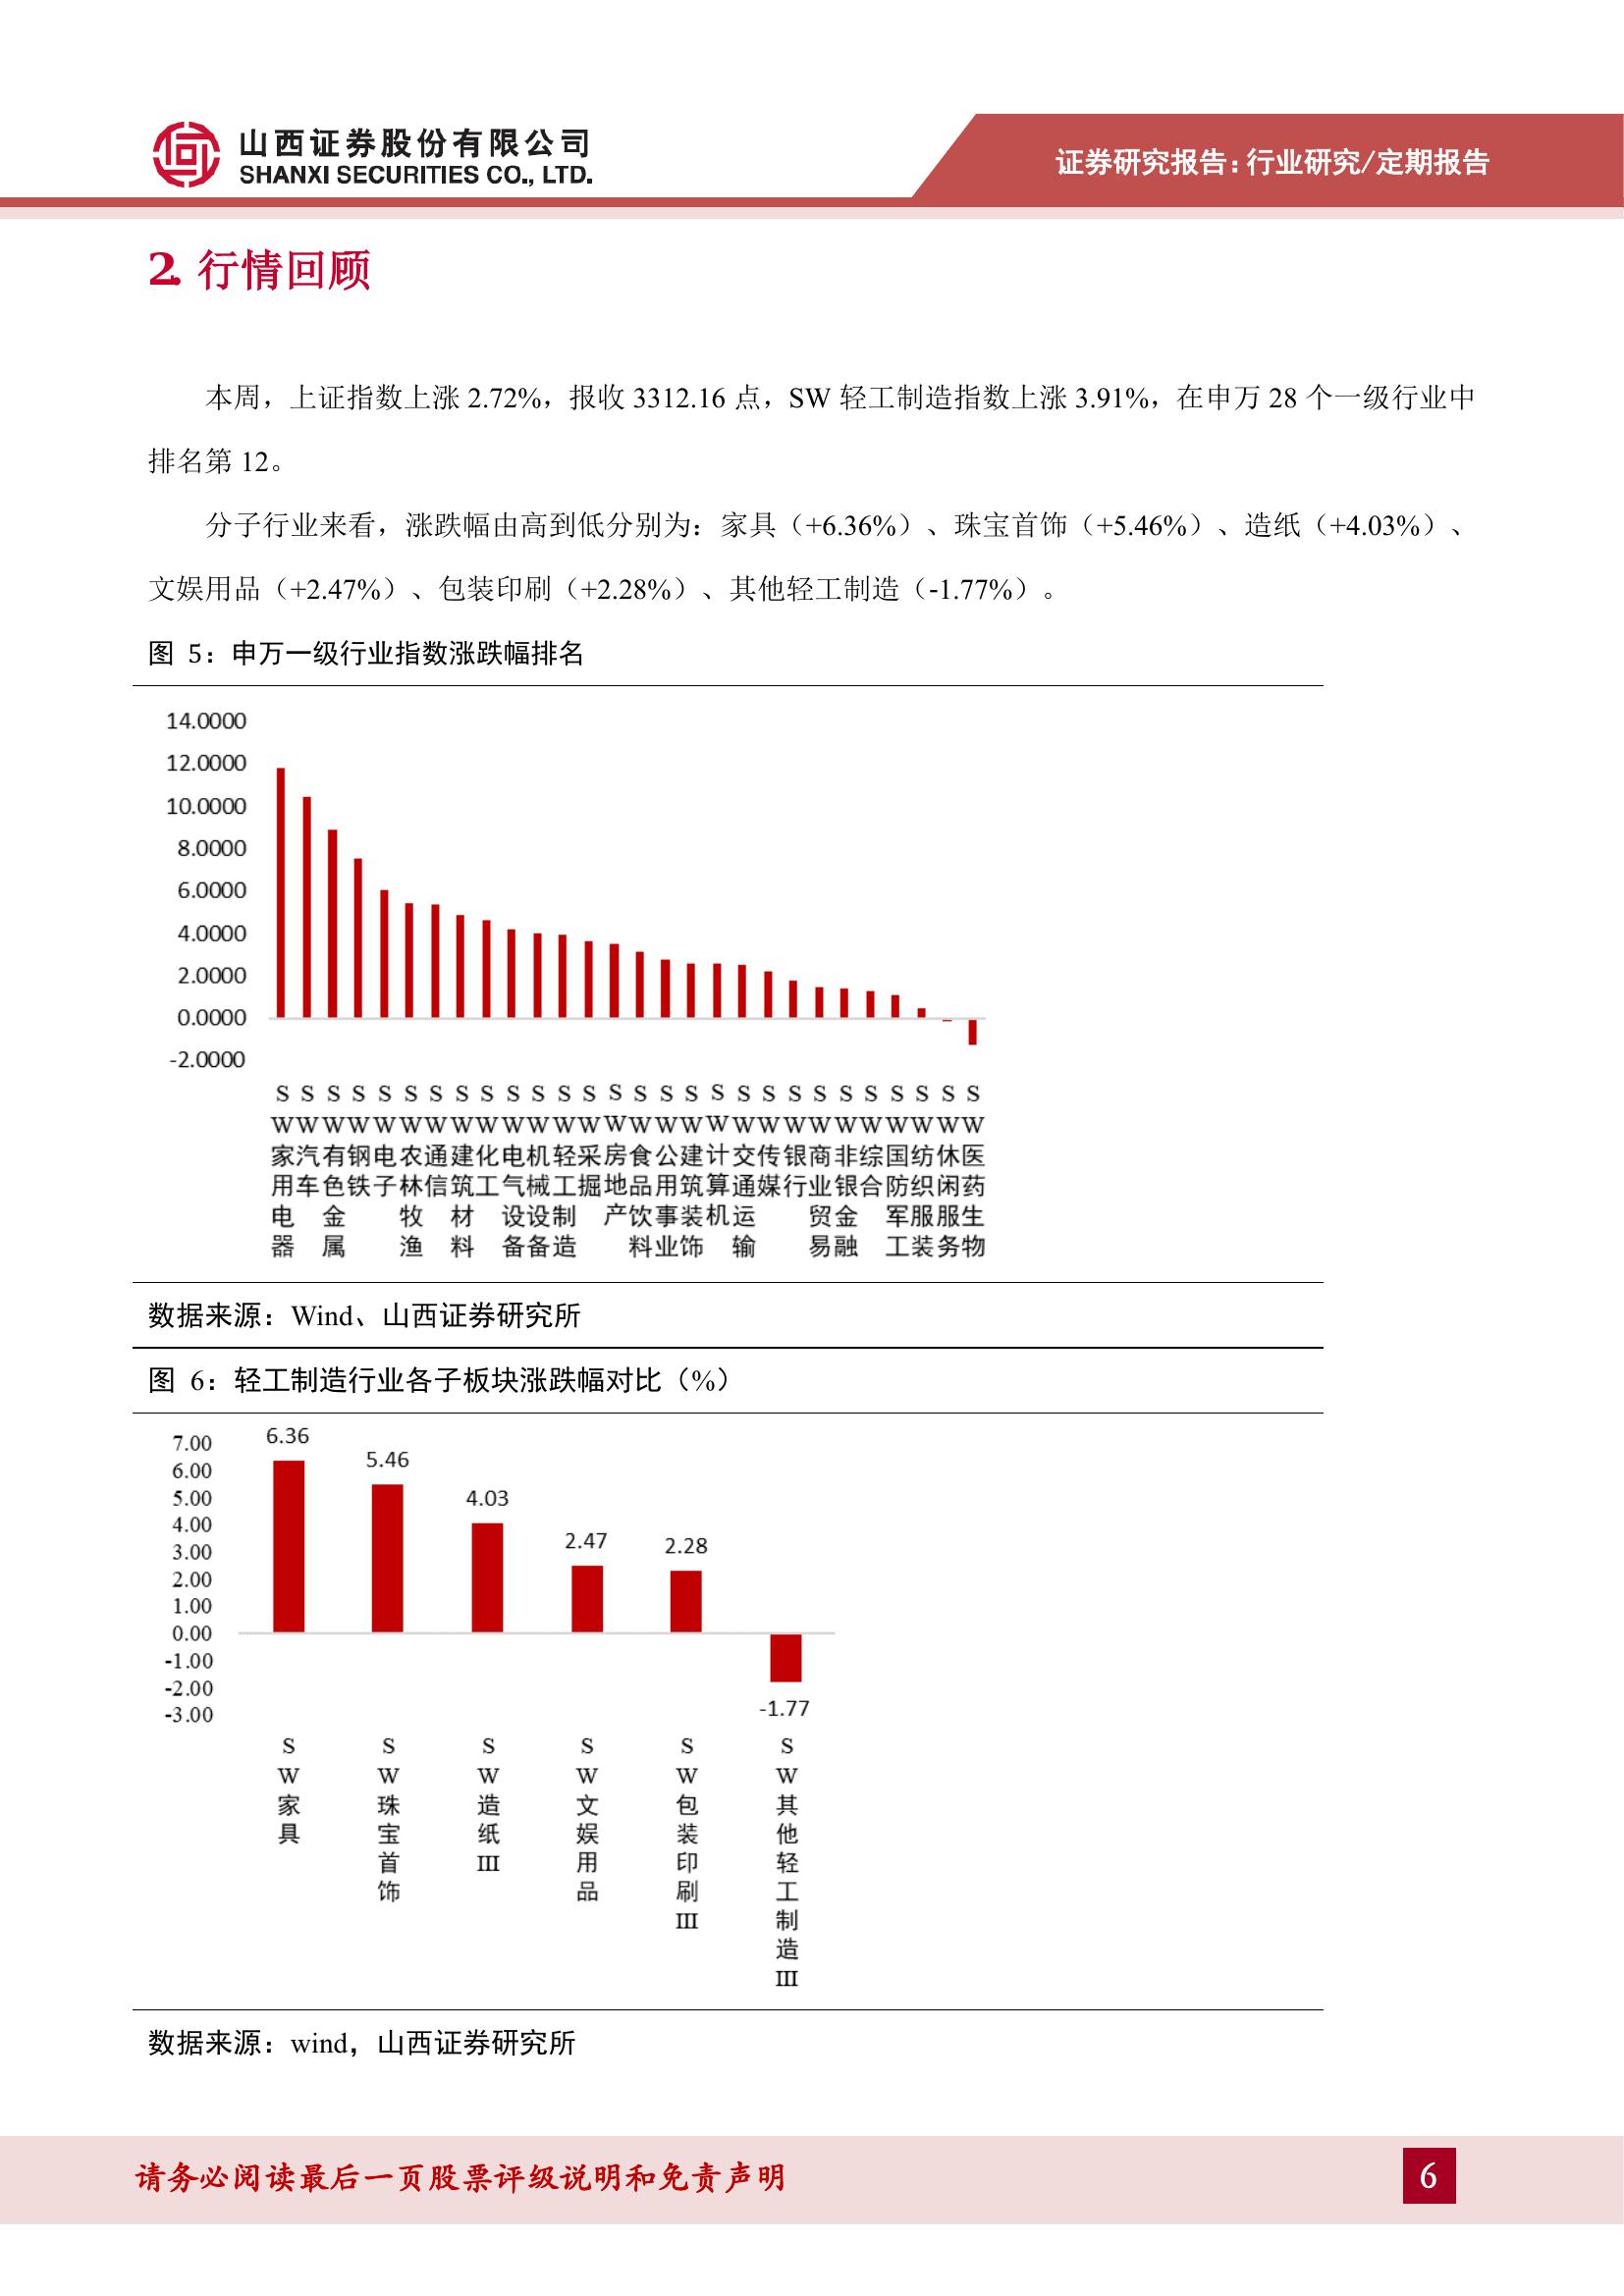 山西证券股份有限公司
SHANXI SECURITIES CO., LTD.
证券研究报告：行业研究/定期报告
2. 行情回顾
本周，上证指数上涨 2.72%，报收 3312.16 点，SW 轻工制造指数上涨 3.91%，在申万 28 个一级行业中
排名第 12。
分子行业来看，涨跌幅由高到低分别为：家具（+6.36%）、珠宝首饰（+5.46%）、造纸（+4.03%）、
文娱用品（+2.47%）、包装印刷（+2.28%）、其他轻工制造（-1.77%）。
图 5：申万一级行业指数涨跌幅排名
14.0000
12.0000
10.0000
8.0000
6.0000
4.0000
2.0000
0.0000
-2.0000
SW家用电器
SW汽车
SW有色金属
SW钢铁
SW电子
SW农林牧渔
SW通信
SW建筑材料
SW化工
SW电气设备
SW机械设备
SW轻工制造
SW采掘
SW房地产
SW食品饮料
SW公用事业
SW建筑装饰
SW计算机
SW交通运输
SW传媒
SW银行
SW商业贸易
SW非银金融
SW综合
SW国防军工
SW纺织服装
SW休闲服务
SW医药生物
数据来源：Wind、山西证券研究所
图 6：轻工制造行业各子板块涨跌幅对比（%）
7.00
6.00
5.00
4.00
3.00
2.00
1.00
0.00
-1.00
-2.00
-3.00
6.36
5.46
4.03
2.47
2.28
-1.77
SW家具
SW珠宝首饰
SW造纸III
SW文娱用品
SW包装印刷III
SW其他轻工制造III
数据来源：wind，山西证券研究所
请务必阅读最后一页股票评级说明和免责声明
6